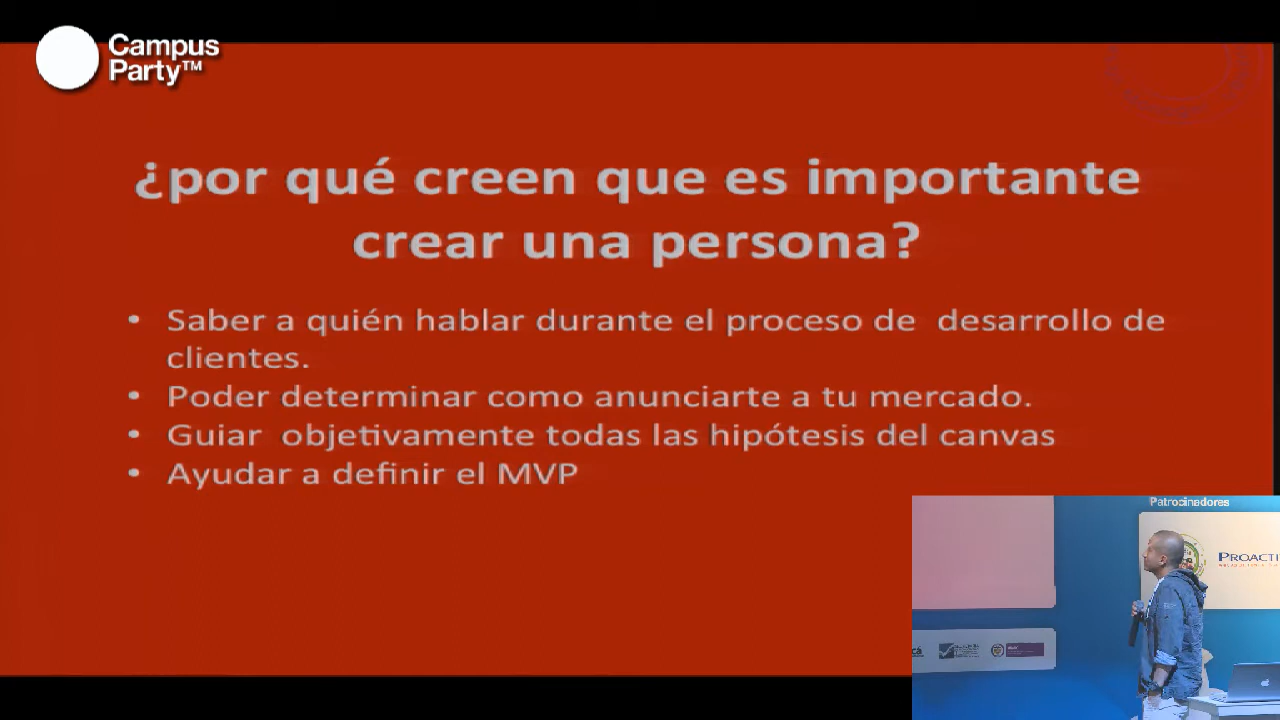 Campus
Party™
¿por qué creen que es importante
crear una persona?
• Saber a quién hablar durante el proceso de desarrollo de
clientes.
• Poder determinar como anunciarte a tu mercado.
• Guiar objetivamente todas las hipótesis del canvas
• Ayudar a definir el MVP
Patrocinadores
PROACTI